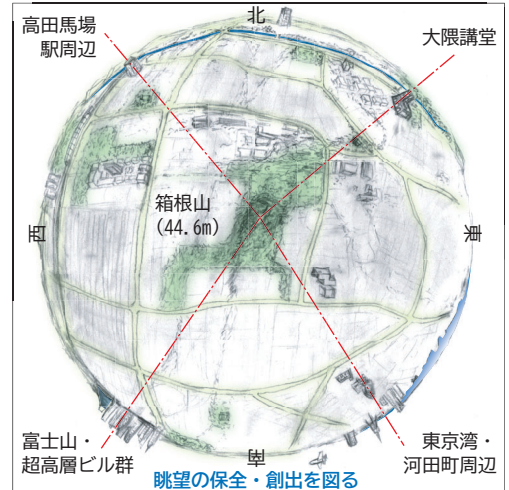 北
高田馬場
駅周辺
大隈講堂
箱根山
(44.6m)
西
東
富士山・
超高層ビル群
南
東京湾・
河田町周辺
眺望の保全・創出を図る